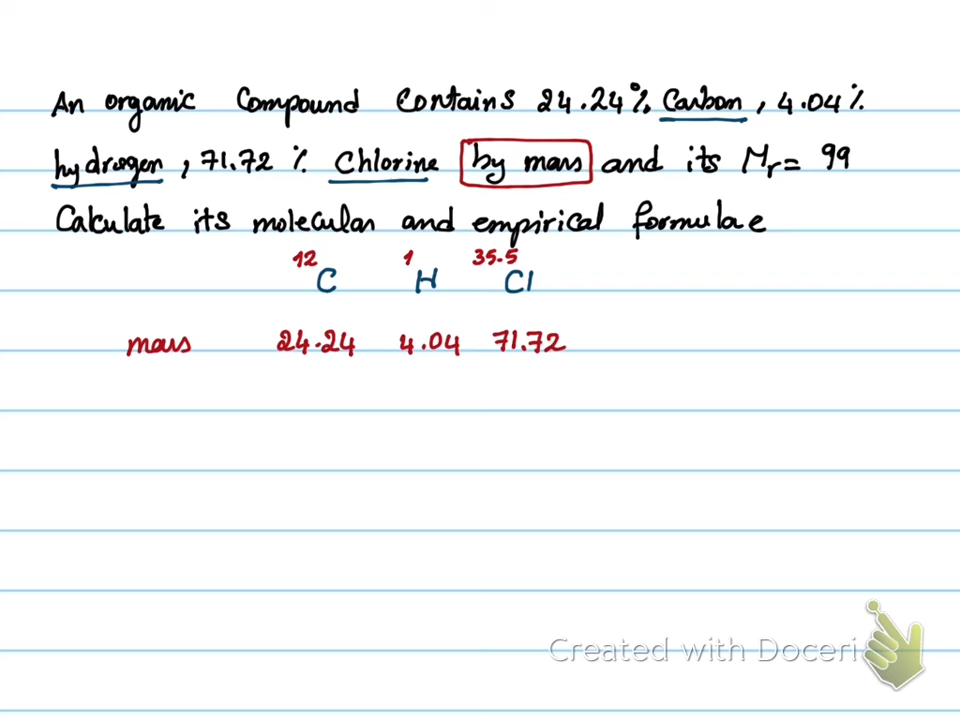 An organic Compound Contains 24.24% Carbon, 4.04%
hydrogen, 71.72 % Chlorine by mass and its Mr = 99
Calculate its molecular and empirical formulae
12 1 35.5
C H Cl
mass 24.24 4.04 71.72
Created with Doceri